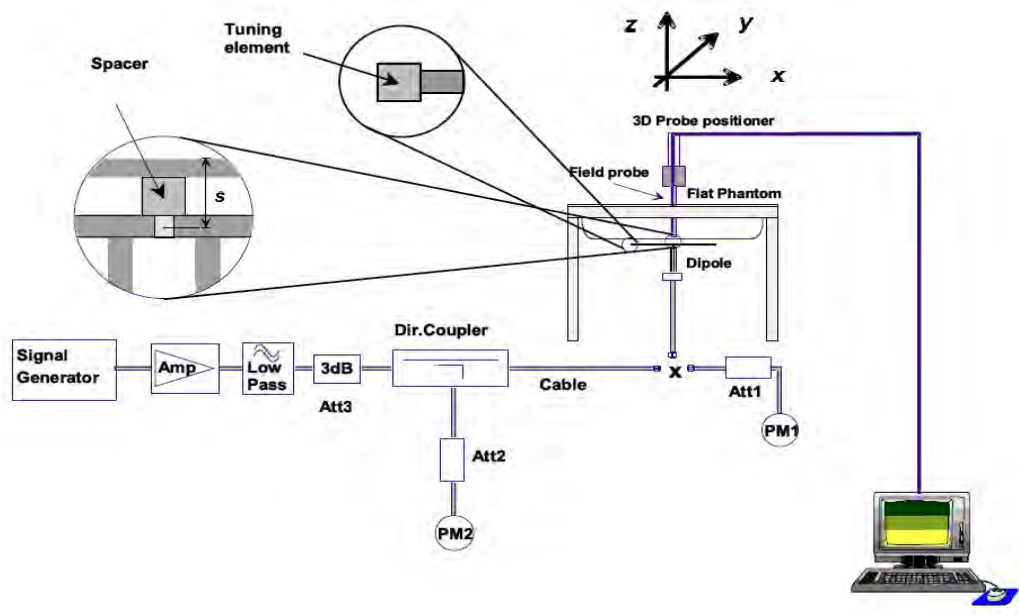 Tuning
element
Spacer
s
z
y
x
3D Probe positioner
Field probe
Flat Phantom
Dipole
Signal
Generator
Amp
Low
Pass
3dB
Att3
Dir.Coupler
Cable
x
Att1
PM1
Att2
PM2